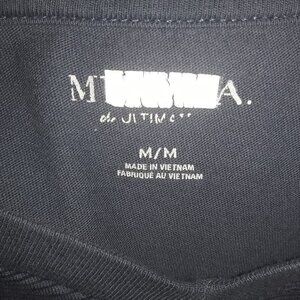 M A.
M/M
MADE IN VIETNAM
FABRIQUÉ AU VIETNAM